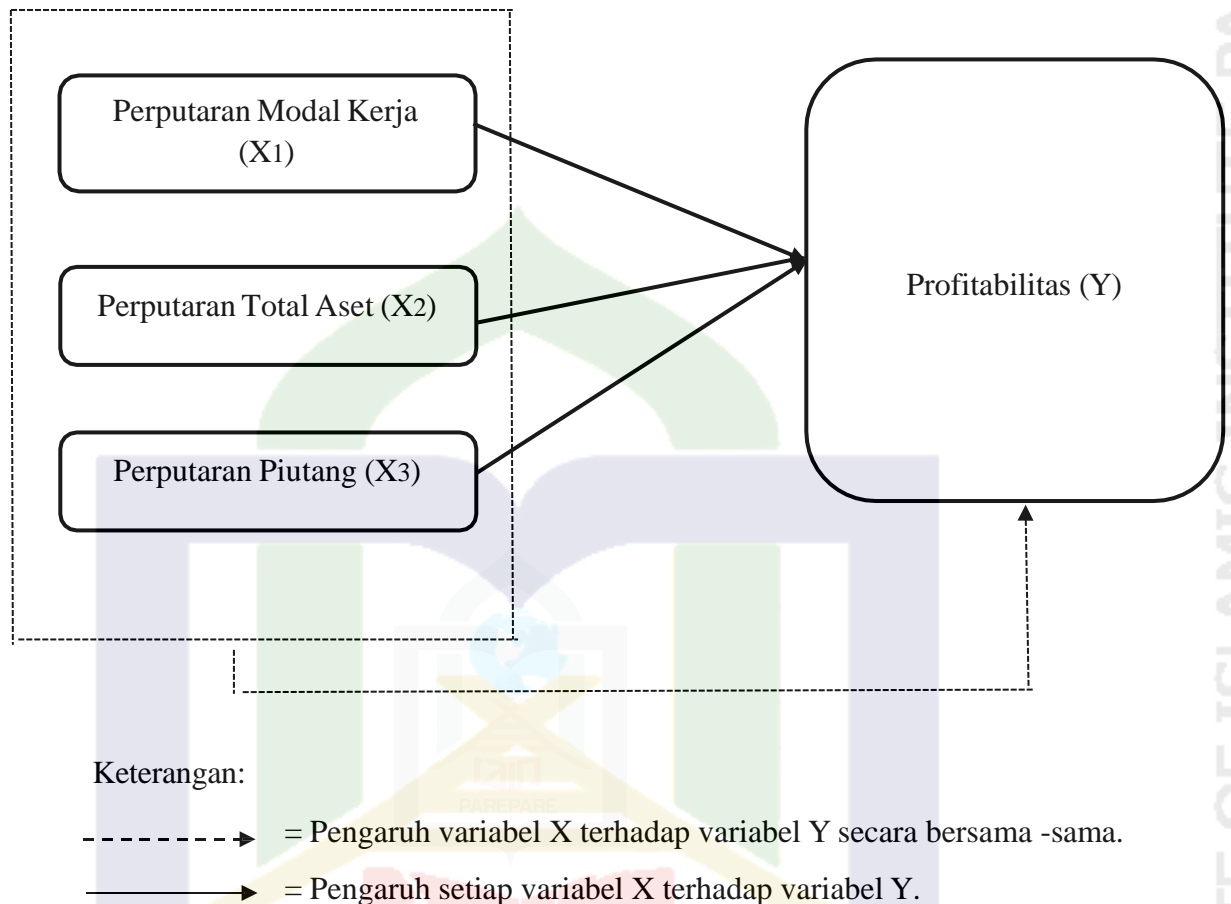 Perputaran Modal Kerja
(X1)
Perputaran Total Aset (X2)
Perputaran Piutang (X3)
Profitabilitas (Y)
Keterangan:
= Pengaruh variabel X terhadap variabel Y secara bersama -sama.
= Pengaruh setiap variabel X terhadap variabel Y.
PAREPARE